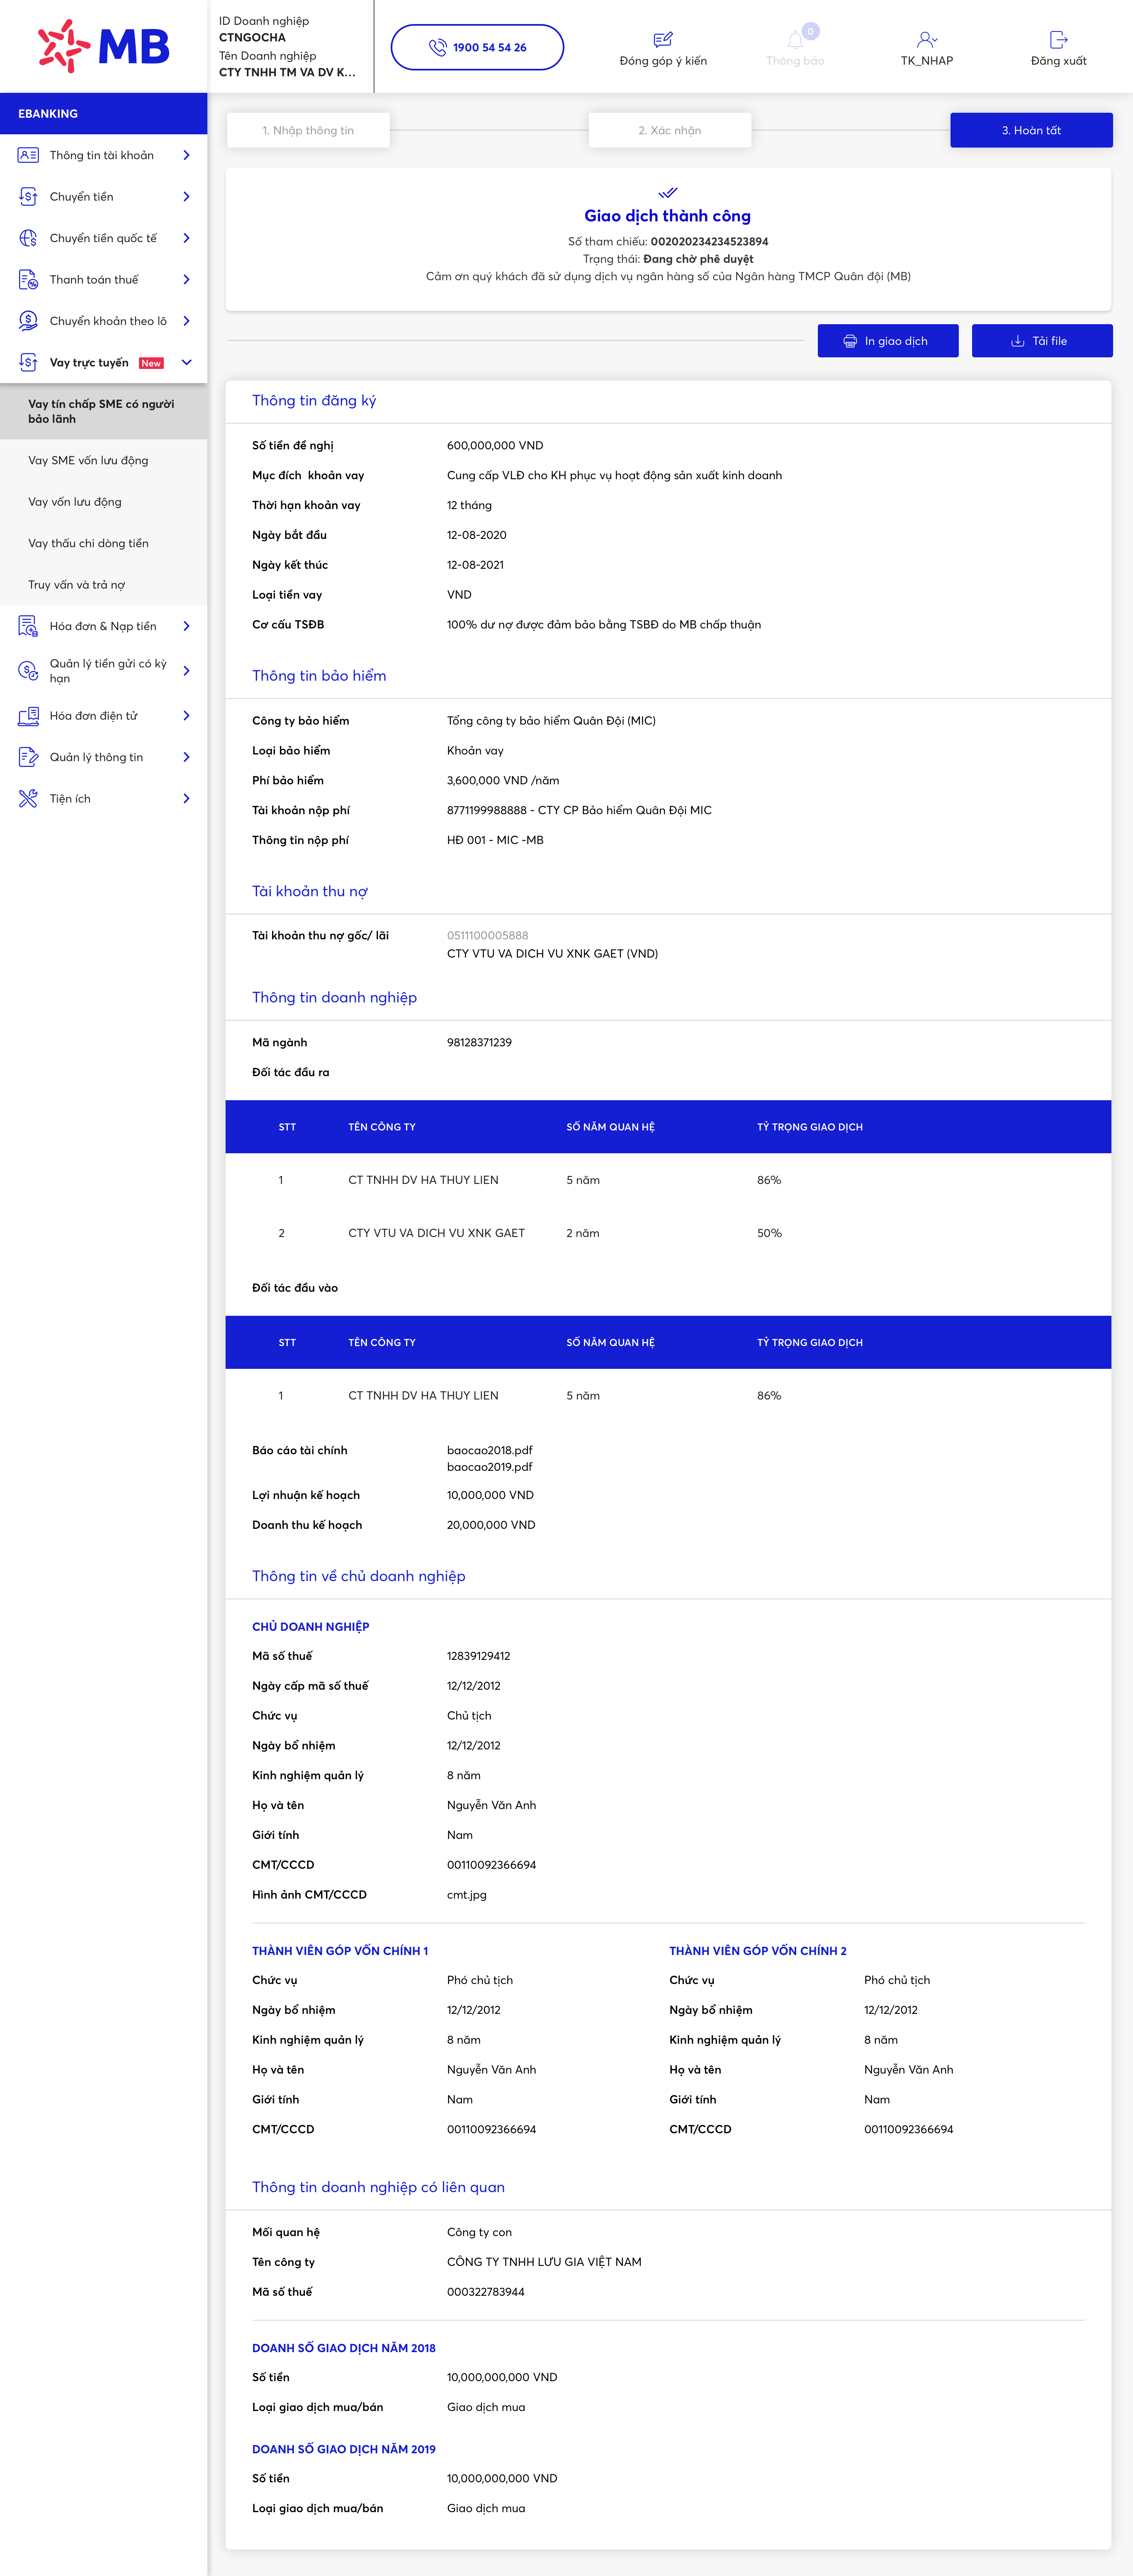 MB
ID Doanh nghiệp
CTNGOCHA
Tên Doanh nghiệp
CTY TNHH TM VA DV K...
1900 54 54 26
Đóng góp ý kiến
0
Thông báo
TK_NHAP
Đăng xuất
EBANKING
Thông tin tài khoản
Chuyển tiền
Chuyển tiền quốc tế
Thanh toán thuế
Chuyển khoản theo lô
Vay trực tuyến New
Vay tín chấp SME có người
bảo lãnh
Vay SME vốn lưu động
Vay vốn lưu động
Vay thấu chi dòng tiền
Truy vấn và trả nợ
Hóa đơn & Nạp tiền
Quản lý tiền gửi có kỳ
hạn
Hóa đơn điện tử
Quản lý thông tin
Tiện ích
1. Nhập thông tin
2. Xác nhận
3. Hoàn tất
Giao dịch thành công
Số tham chiếu: 002020234234523894
Trạng thái: Đang chờ phê duyệt
Cảm ơn quý khách đã sử dụng dịch vụ ngân hàng số của Ngân hàng TMCP Quân đội (MB)
In giao dịch
Tải file
Thông tin đăng ký
Số tiền đề nghị 600,000,000 VND
Mục đích khoản vay Cung cấp VLĐ cho KH phục vụ hoạt động sản xuất kinh doanh
Thời hạn khoản vay 12 tháng
Ngày bắt đầu 12-08-2020
Ngày kết thúc 12-08-2021
Loại tiền vay VND
Cơ cấu TSĐB 100% dư nợ được đảm bảo bằng TSBĐ do MB chấp thuận
Thông tin bảo hiểm
Công ty bảo hiểm Tổng công ty bảo hiểm Quân Đội (MIC)
Loại bảo hiểm Khoản vay
Phí bảo hiểm 3,600,000 VND /năm
Tài khoản nộp phí 8771199988888 - CTY CP Bảo hiểm Quân Đội MIC
Thông tin nộp phí HĐ 001 - MIC -MB
Tài khoản thu nợ
Tài khoản thu nợ gốc/ lãi 0511100005888
CTY VTU VA DICH VU XNK GAET (VND)
Thông tin doanh nghiệp
Mã ngành 98128371239
Đối tác đầu ra
STT TÊN CÔNG TY SỐ NĂM QUAN HỆ TỶ TRỌNG GIAO DỊCH
1 CT TNHH DV HA THUY LIEN 5 năm 86%
2 CTY VTU VA DICH VU XNK GAET 2 năm 50%
Đối tác đầu vào
STT TÊN CÔNG TY SỐ NĂM QUAN HỆ TỶ TRỌNG GIAO DỊCH
1 CT TNHH DV HA THUY LIEN 5 năm 86%
Báo cáo tài chính baocao2018.pdf
baocao2019.pdf
Lợi nhuận kế hoạch 10,000,000 VND
Doanh thu kế hoạch 20,000,000 VND
Thông tin về chủ doanh nghiệp
CHỦ DOANH NGHIỆP
Mã số thuế 12839129412
Ngày cấp mã số thuế 12/12/2012
Chức vụ Chủ tịch
Ngày bổ nhiệm 12/12/2012
Kinh nghiệm quản lý 8 năm
Họ và tên Nguyễn Văn Anh
Giới tính Nam
CMT/CCCD 00110092366694
Hình ảnh CMT/CCCD cmt.jpg
THÀNH VIÊN GÓP VỐN CHÍNH 1
Chức vụ Phó chủ tịch
Ngày bổ nhiệm 12/12/2012
Kinh nghiệm quản lý 8 năm
Họ và tên Nguyễn Văn Anh
Giới tính Nam
CMT/CCCD 00110092366694
THÀNH VIÊN GÓP VỐN CHÍNH 2
Chức vụ Phó chủ tịch
Ngày bổ nhiệm 12/12/2012
Kinh nghiệm quản lý 8 năm
Họ và tên Nguyễn Văn Anh
Giới tính Nam
CMT/CCCD 00110092366694
Thông tin doanh nghiệp có liên quan
Mối quan hệ Công ty con
Tên công ty CÔNG TY TNHH LƯU GIA VIỆT NAM
Mã số thuế 000322783944
DOANH SỐ GIAO DỊCH NĂM 2018
Số tiền 10,000,000,000 VND
Loại giao dịch mua/bán Giao dịch mua
DOANH SỐ GIAO DỊCH NĂM 2019
Số tiền 10,000,000,000 VND
Loại giao dịch mua/bán Giao dịch mua